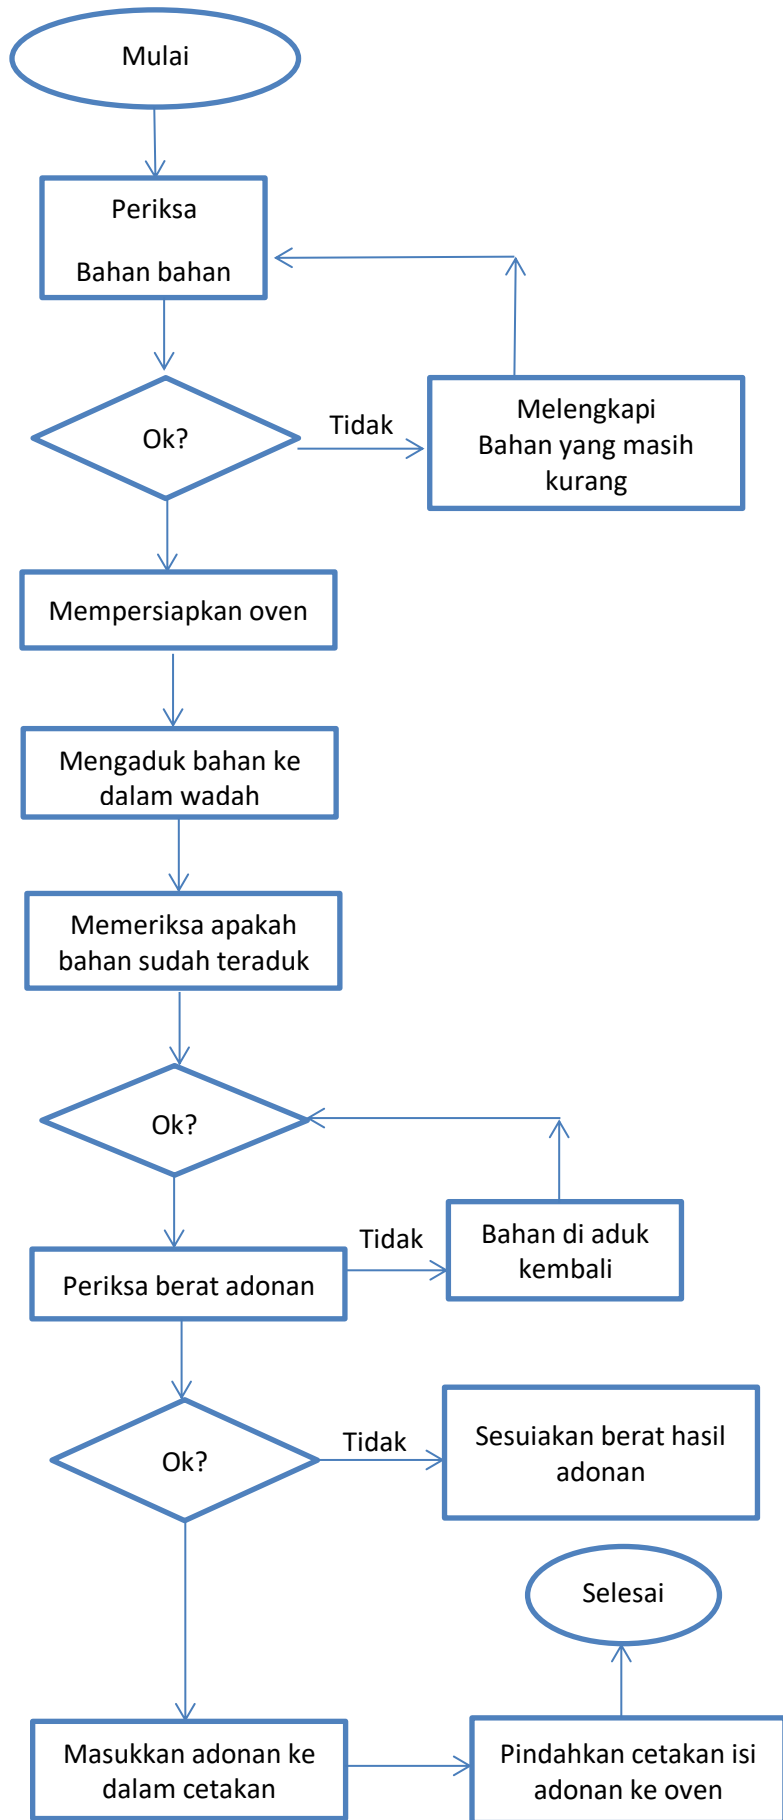 Mulai
Periksa
Bahan bahan
Ok?
Tidak
Melengkapi
Bahan yang masih
kurang
Mempersiapkan oven
Mengaduk bahan ke
dalam wadah
Memeriksa apakah
bahan sudah teraduk
Ok?
Tidak
Bahan di aduk
kembali
Periksa berat adonan
Ok?
Tidak
Sesuiakan berat hasil
adonan
Selesai
Masukkan adonan ke
dalam cetakan
Pindahkan cetakan isi
adonan ke oven